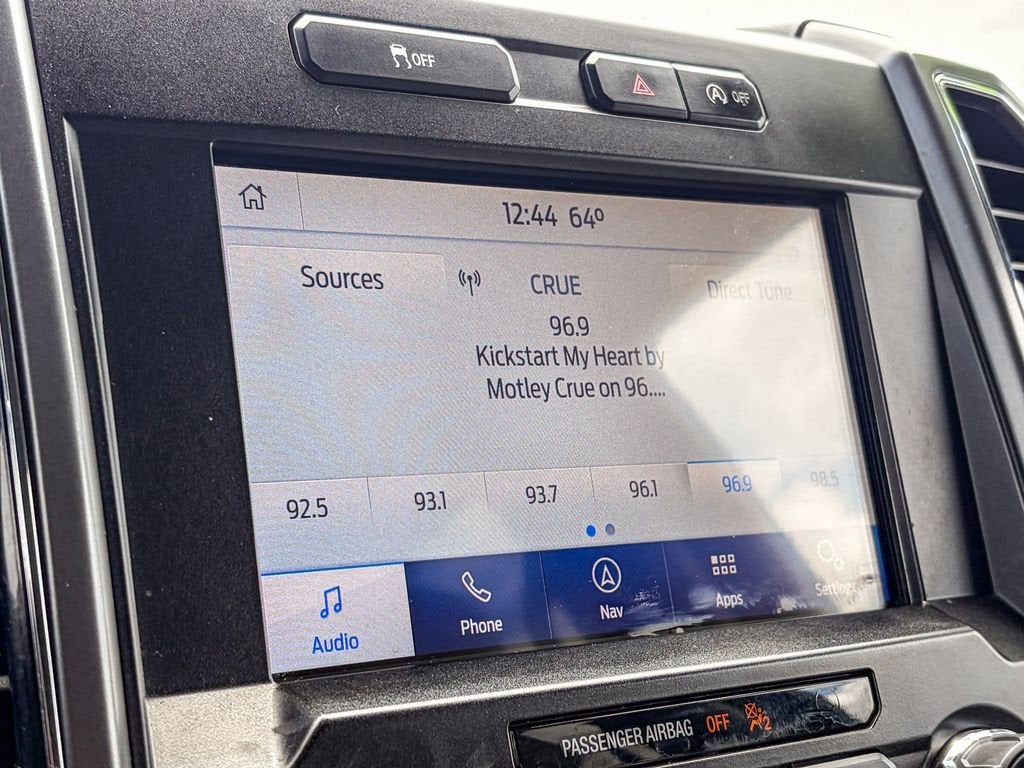 OFF
OFF
12:44 64º
Sources
CRUE
Direct Tune
96.9
Kickstart My Heart by
Motley Crue on 96....
92.5 93.1 93.7 96.1 96.9 98.5
Audio Phone Nav Apps Settings
PASSENGER AIRBAG OFF 2